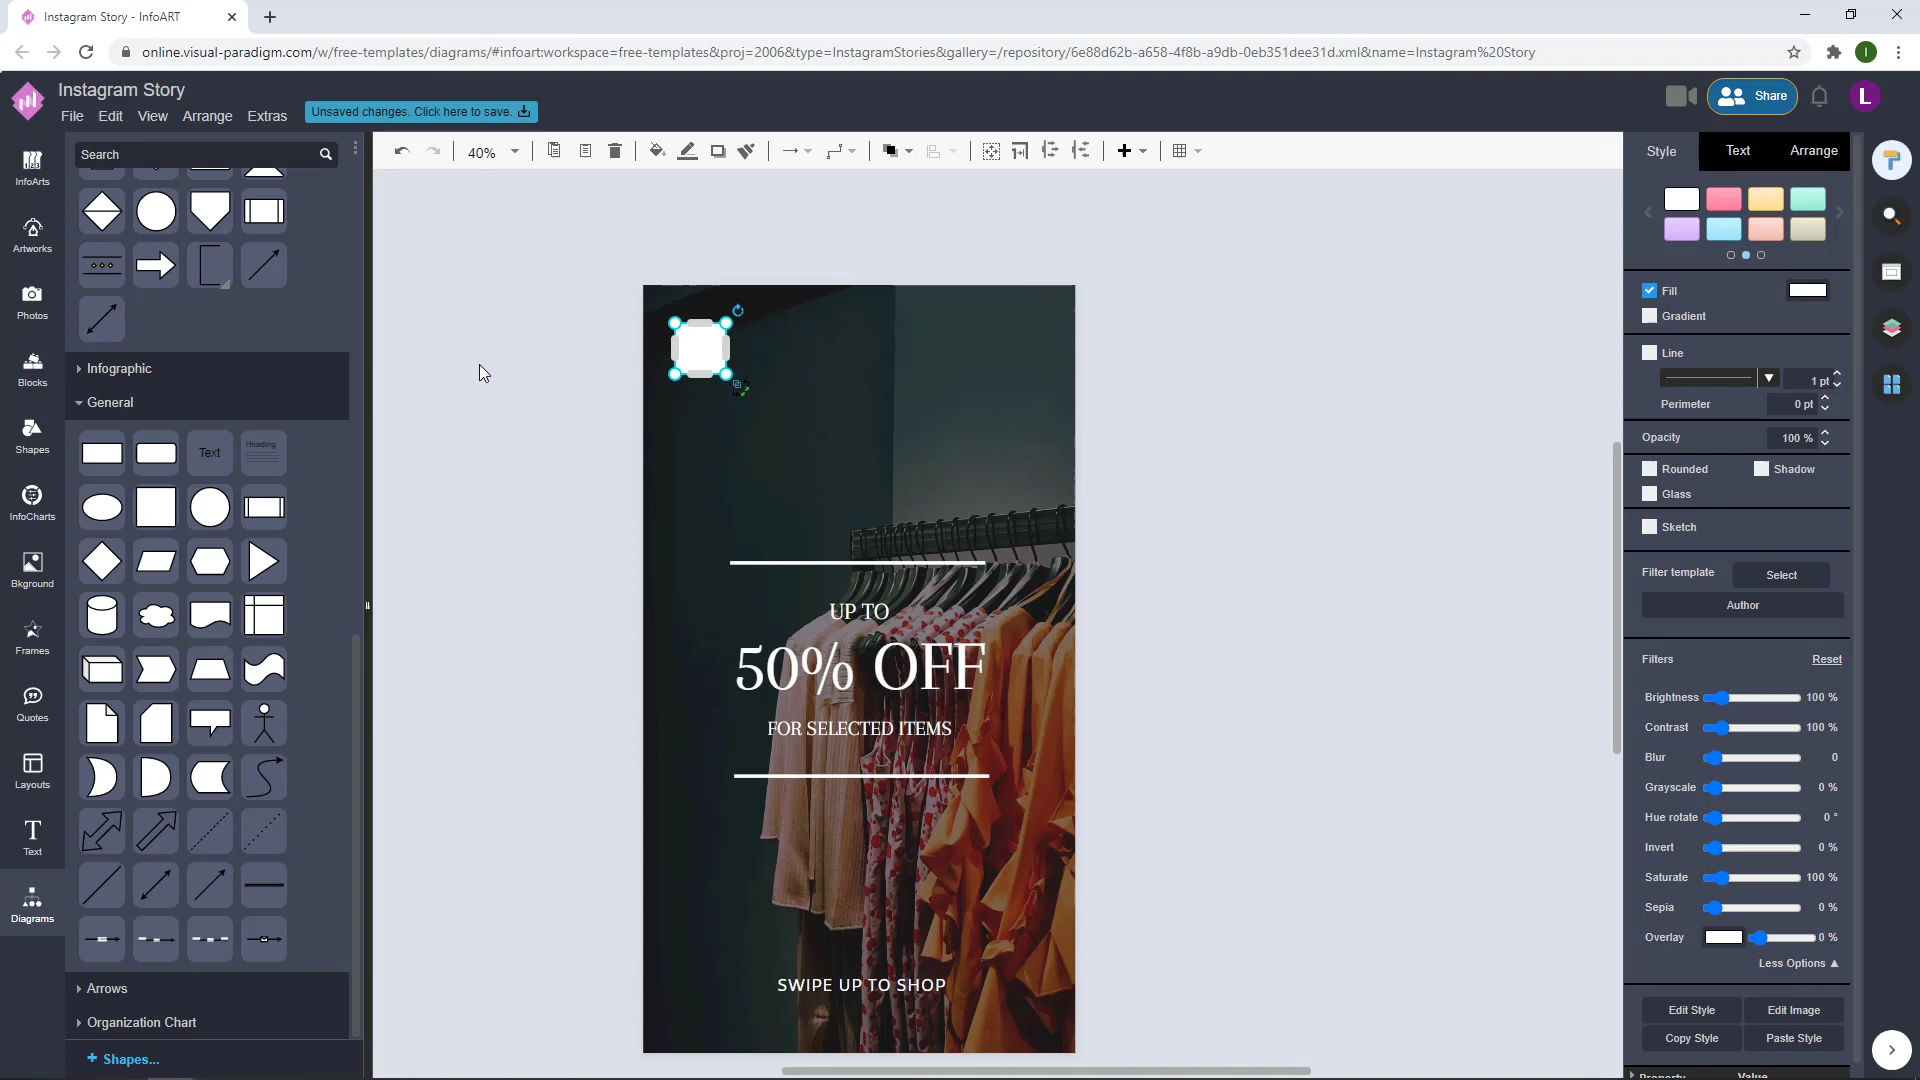 Instagram Story - InfoART
online.visual-paradigm.com/w/free-templates/diagrams/#infoart:workspace=free-templates&proj=2006&type=InstagramStories&gallery=/repository/6e88d62b-a658-4f8b-a9db-0eb351dee31d.xml&name=Instagram%20Story
I
Instagram Story
File Edit View Arrange Extras
Unsaved changes. Click here to save.
Share
L
Search
InfoArts
Artworks
Photos
Blocks
Shapes
InfoCharts
Bkground
Frames
Quotes
Layouts
Text
Diagrams
Infographic
General
Text
Heading
Arrows
Organization Chart
+ Shapes...
40%
UP TO
50% OFF
FOR SELECTED ITEMS
SWIPE UP TO SHOP
Style Text Arrange
Fill
Gradient
Line
1 pt
Perimeter 0 pt
Opacity 100 %
Rounded Shadow
Glass
Sketch
Filter template Select
Author
Filters Reset
Brightness 100 %
Contrast 100 %
Blur 0
Grayscale 0 %
Hue rotate 0 °
Invert 0 %
Saturate 100 %
Sepia 0 %
Overlay 0 %
Less Options
Edit Style Edit Image
Copy Style Paste Style
Property Value